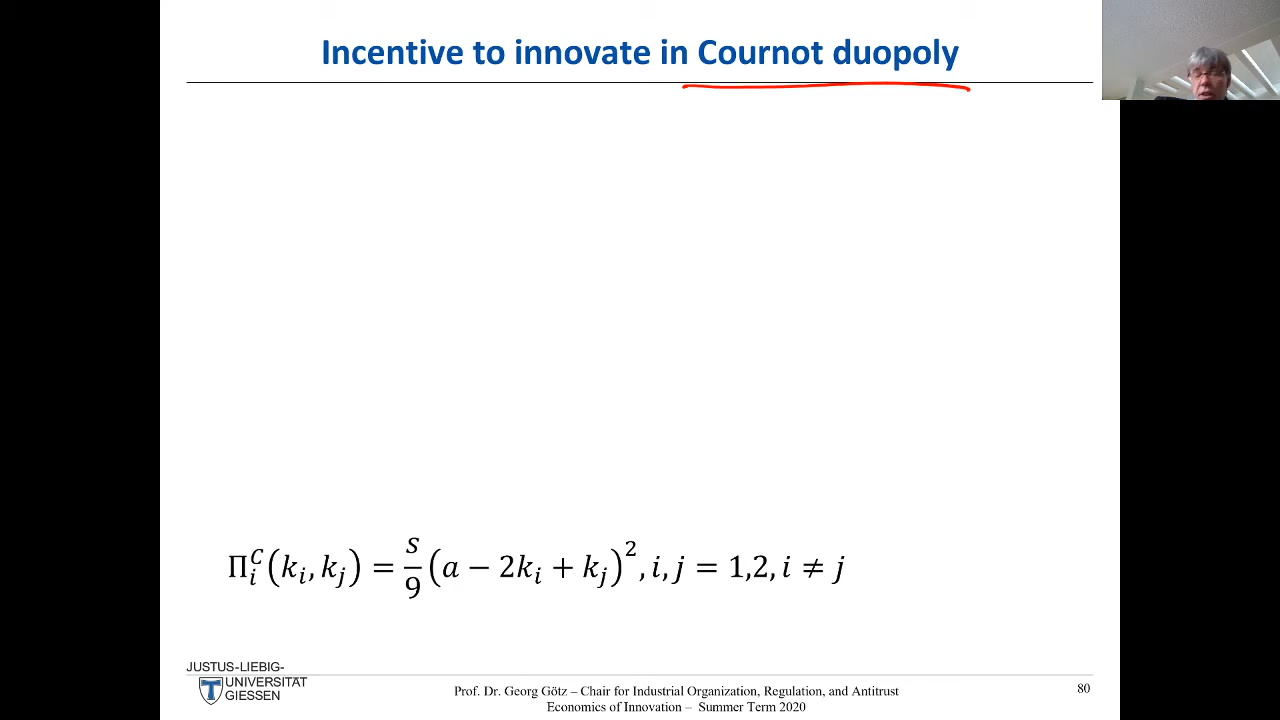 Incentive to innovate in Cournot duopoly
Π_i^C(k_i, k_j) = s/9 (a − 2k_i + k_j)^2, i, j = 1,2, i ≠ j
JUSTUS-LIEBIG-
UNIVERSITÄT
GIESSEN
Prof. Dr. Georg Götz – Chair for Industrial Organization, Regulation, and Antitrust
Economics of Innovation – Summer Term 2020
80